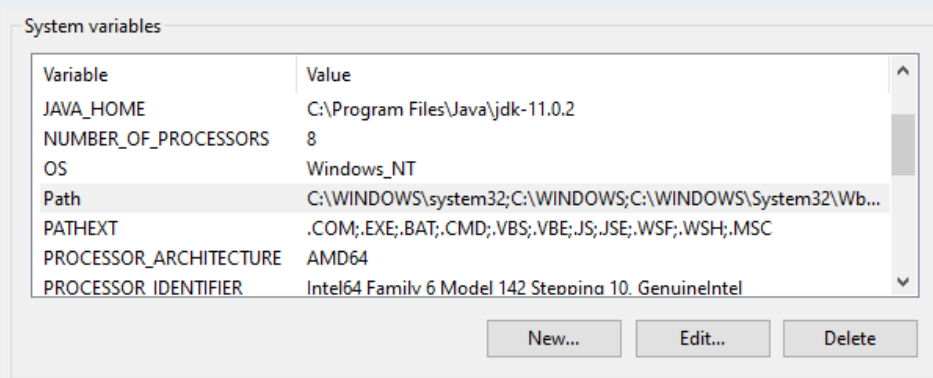 System variables
Variable Value
JAVA_HOME C:\Program Files\Java\jdk-11.0.2
NUMBER_OF_PROCESSORS 8
OS Windows_NT
Path C:\WINDOWS\system32;C:\WINDOWS;C:\WINDOWS\System32\Wb...
PATHEXT .COM;.EXE;.BAT;.CMD;.VBS;.VBE;.JS;.JSE;.WSF;.WSH;.MSC
PROCESSOR_ARCHITECTURE AMD64
PROCESSOR_IDENTIFIER Intel64 Family 6 Model 142 Stepping 10, GenuineIntel
New... Edit... Delete